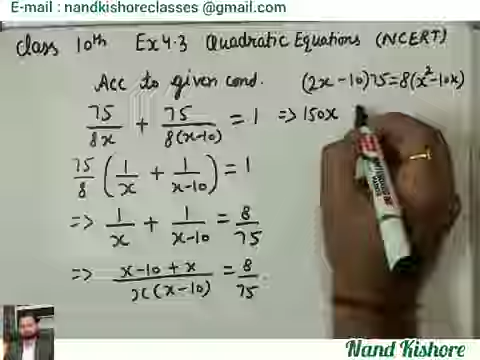 E-mail : nandkishoreclasses @gmail.com
Class 10th Ex 4.3 Quadratic Equations (NCERT)
Acc to given cond.
75/8x + 75/8(x-10) = 1
75/8 (1/x + 1/x-10) = 1
=> 1/x + 1/x-10 = 8/75
=> x-10+x/x(x-10) = 8/75
(2x-10)75=8(x²-10x)
=> 150x
Nand Kishore